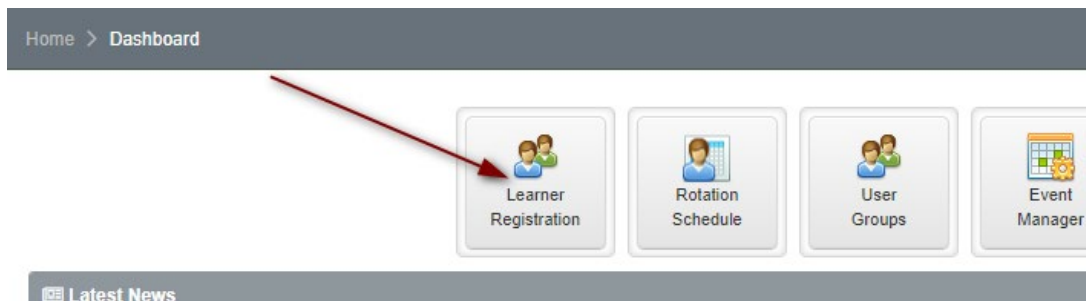 Home > Dashboard
Learner
Registration
Rotation
Schedule
User
Groups
Event
Manager
Latest News